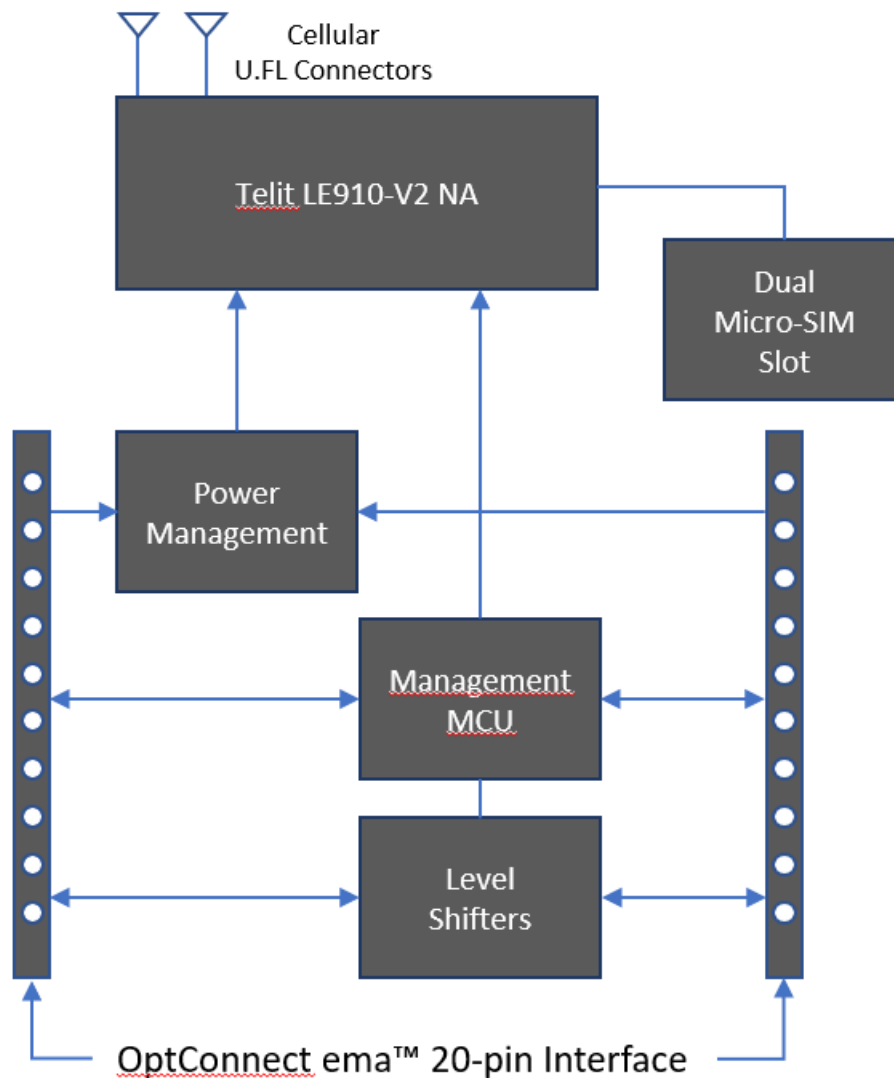 Cellular
U.FL Connectors
Telit LE910-V2 NA
Dual
Micro-SIM
Slot
Power
Management
Management
MCU
Level
Shifters
OptConnect ema™ 20-pin Interface